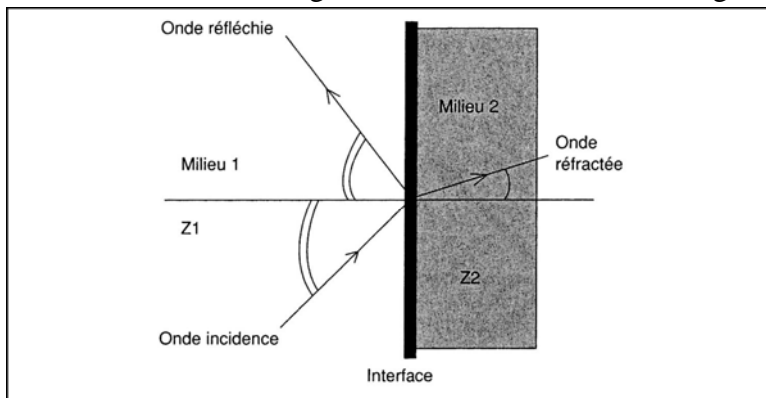 Onde réfléchie
Milieu 2
Onde
réfractée
Milieu 1
Z1
Z2
Onde incidence
Interface